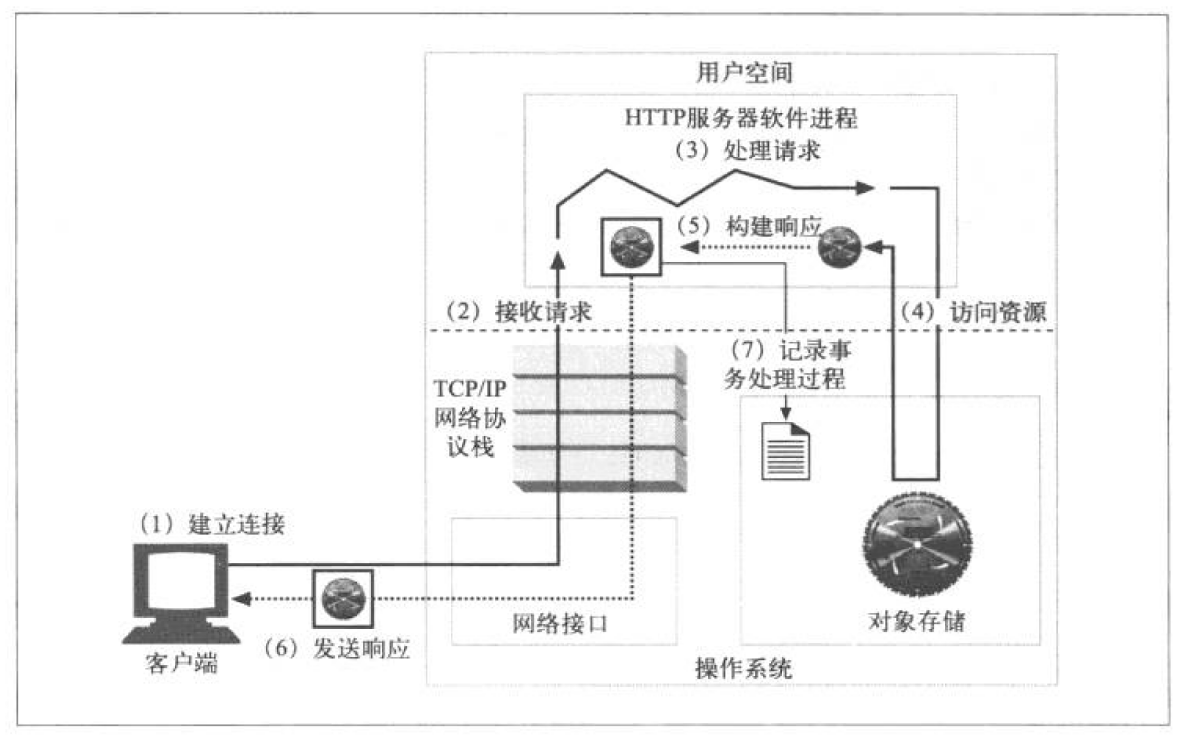 用户空间
HTTP服务器软件进程
（3）处理请求
（5）构建响应
（2）接收请求
（4）访问资源
TCP/IP
网络协
议栈
（7）记录事
务处理过程
（1）建立连接
网络接口
对象存储
（6）发送响应
客户端
操作系统